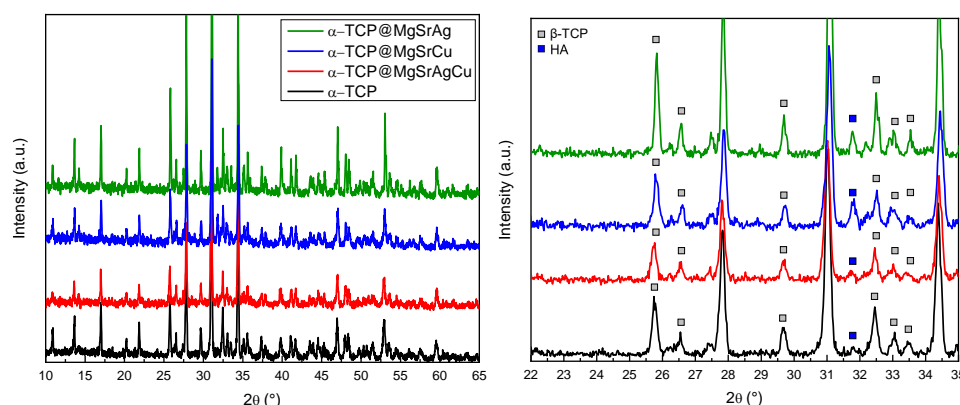 Intensity (a.u.)
α−TCP@MgSrAg
α−TCP@MgSrCu
α−TCP@MgSrAgCu
α−TCP
10 15 20 25 30 35 40 45 50 55 60 65
2θ (°)
Intensity (a.u.)
β-TCP
HA
22 23 24 25 26 27 28 29 30 31 32 33 34 35
2θ (°)